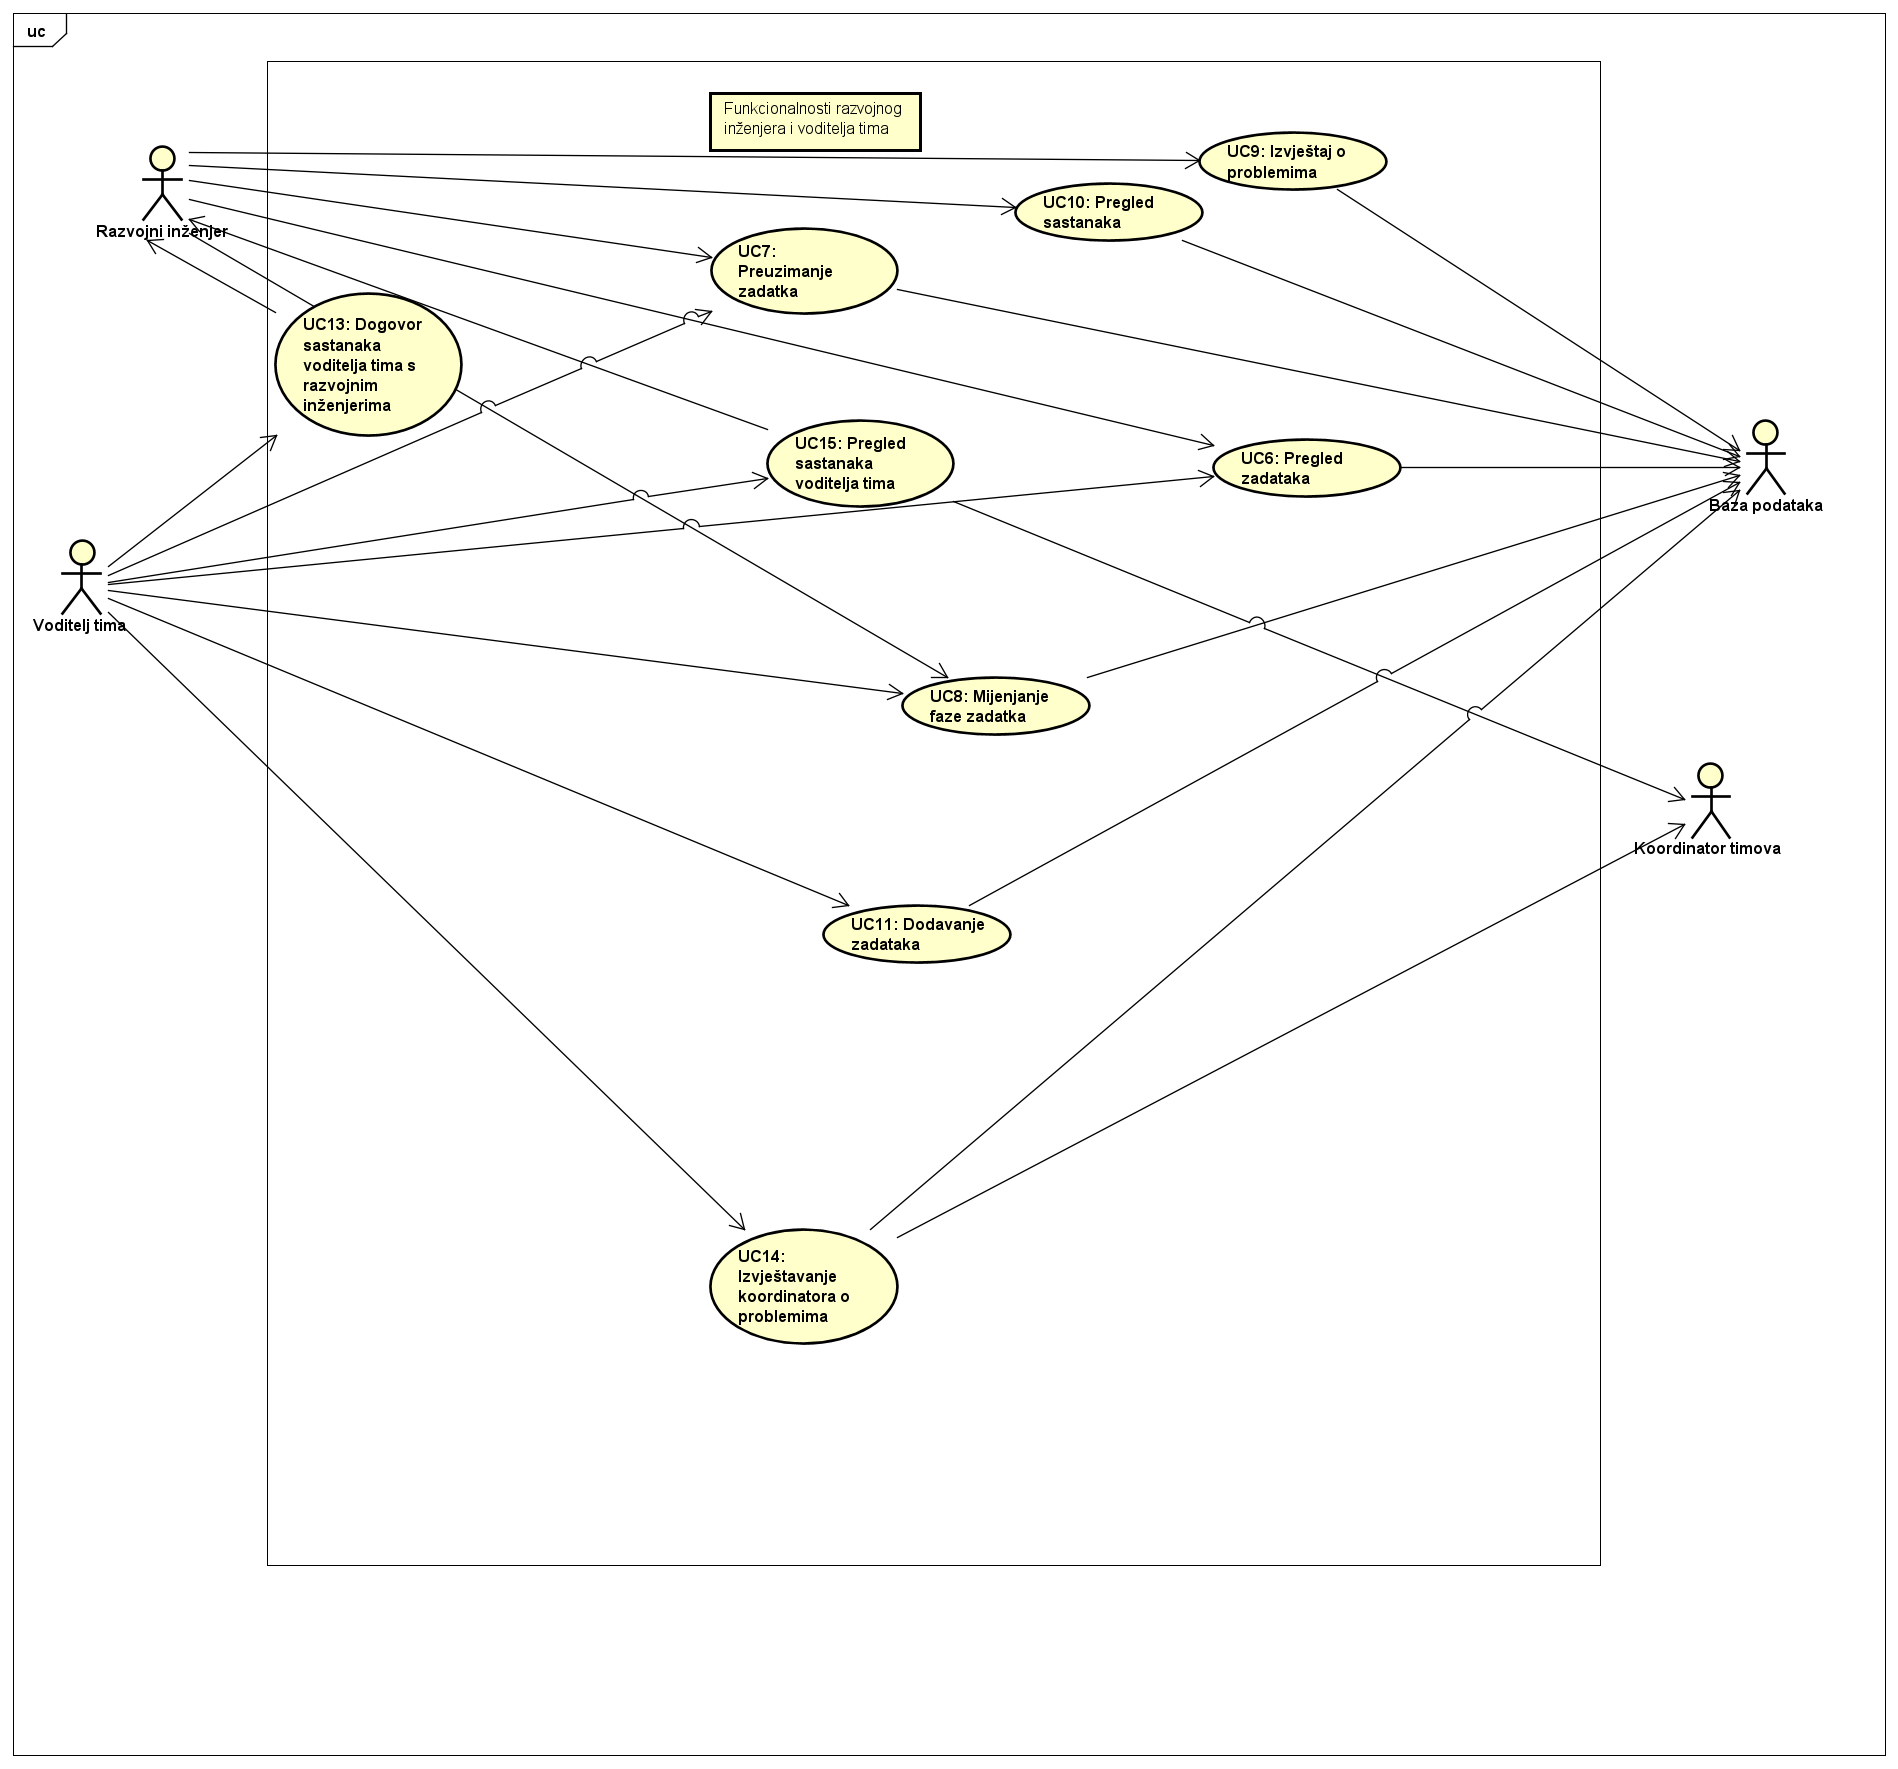 uc
Funkcionalnosti razvojnog
inženjera i voditelja tima
UC9: Izvještaj o
problemima
UC10: Pregled
sastanaka
Razvojni inženjer
UC7:
Preuzimanje
zadatka
UC13: Dogovor
sastanaka
voditelja tima s
razvojnim
inženjerima
UC15: Pregled
sastanaka
voditelja tima
UC6: Pregled
zadataka
Baza podataka
Voditelj tima
UC8: Mijenjanje
faze zadatka
Koordinator timova
UC11: Dodavanje
zadataka
UC14:
Izvještavanje
koordinatora o
problemima